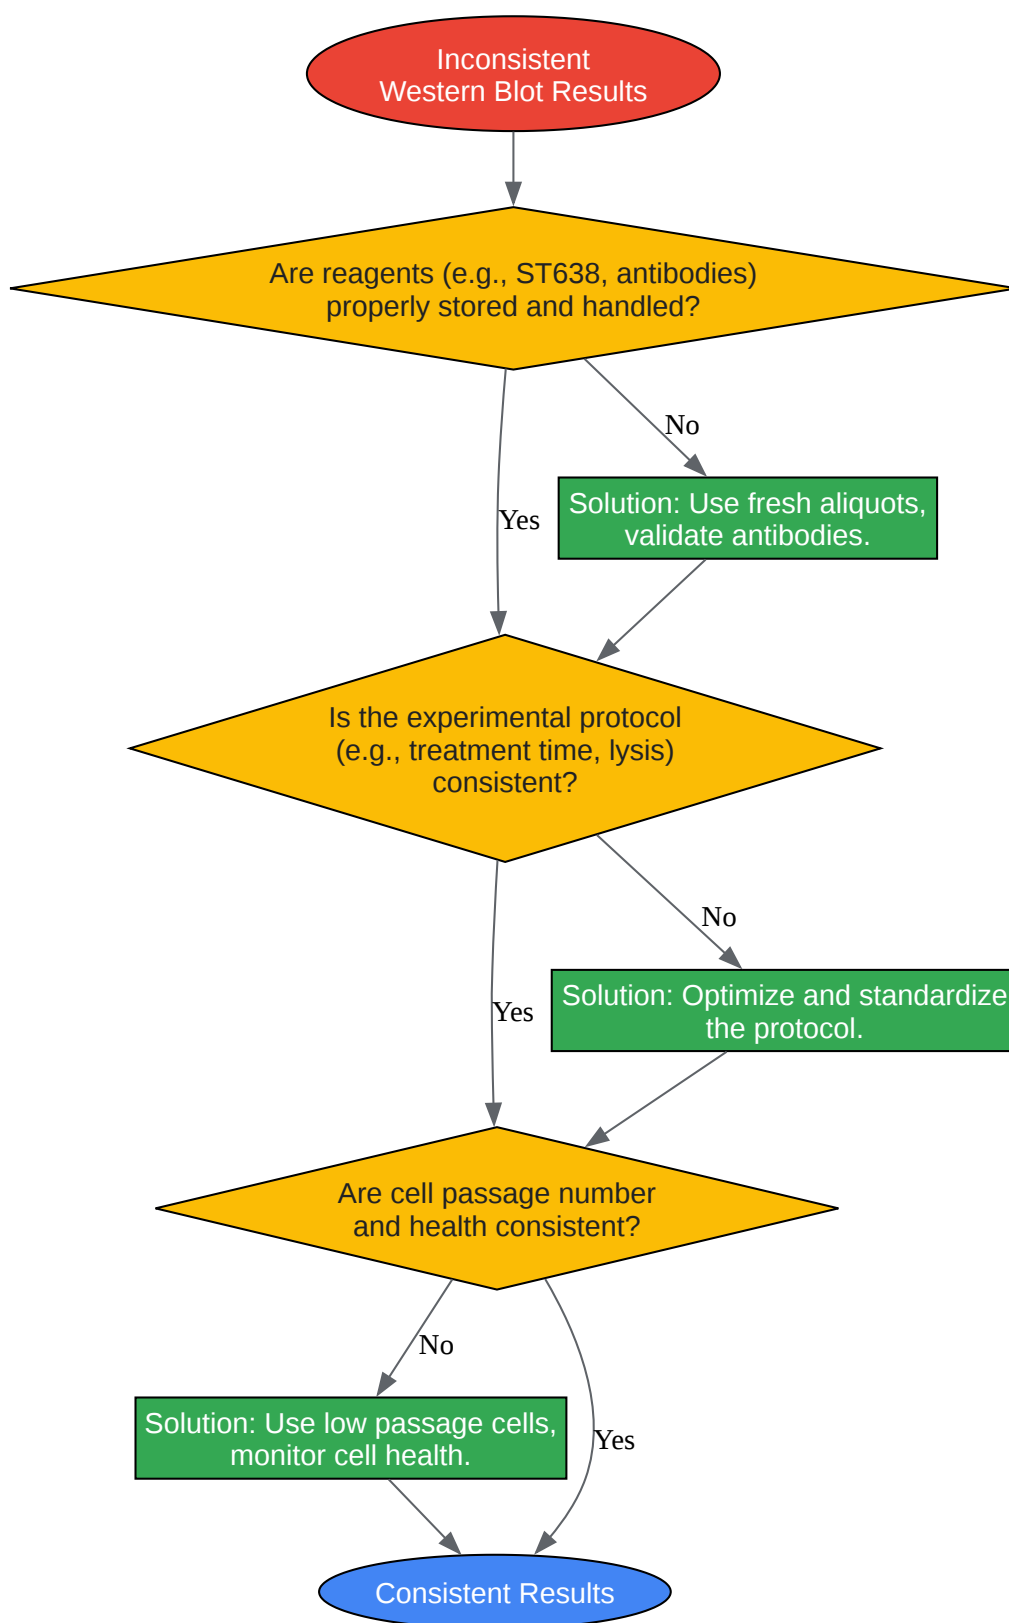 Inconsistent
Western Blot Results
Are reagents (e.g., ST638, antibodies)
properly stored and handled?
No
Solution: Use fresh aliquots,
validate antibodies.
Yes
Is the experimental protocol
(e.g., treatment time, lysis)
consistent?
No
Solution: Optimize and standardize
the protocol.
Yes
Are cell passage number
and health consistent?
No
Solution: Use low passage cells,
monitor cell health.
Yes
Consistent Results